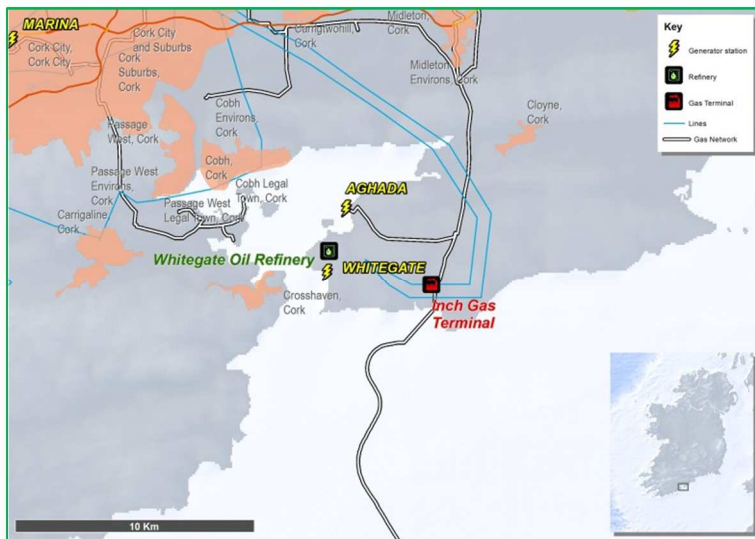 MARINA
Cork City,
Cork City
Cork City
and Suburbs
Cork
Suburbs,
Cork
Carrigtwohill,
Cork
Midleton,
Cork
Midleton
Environs, Cork
Cobh
Environs,
Cork
Cloyne,
Cork
Passage
West, Cork
Cobh,
Cork
Passage West
Environs,
Cork
Cobh Legal
Town, Cork
Passage West
Legal Town, Cork
Carrigaline,
Cork
AGHADA
Whitegate Oil Refinery
WHITEGATE
Crosshaven,
Cork
Inch Gas
Terminal
10 Km
Key
Generator station
Refinery
Gas Terminal
Lines
Gas Network